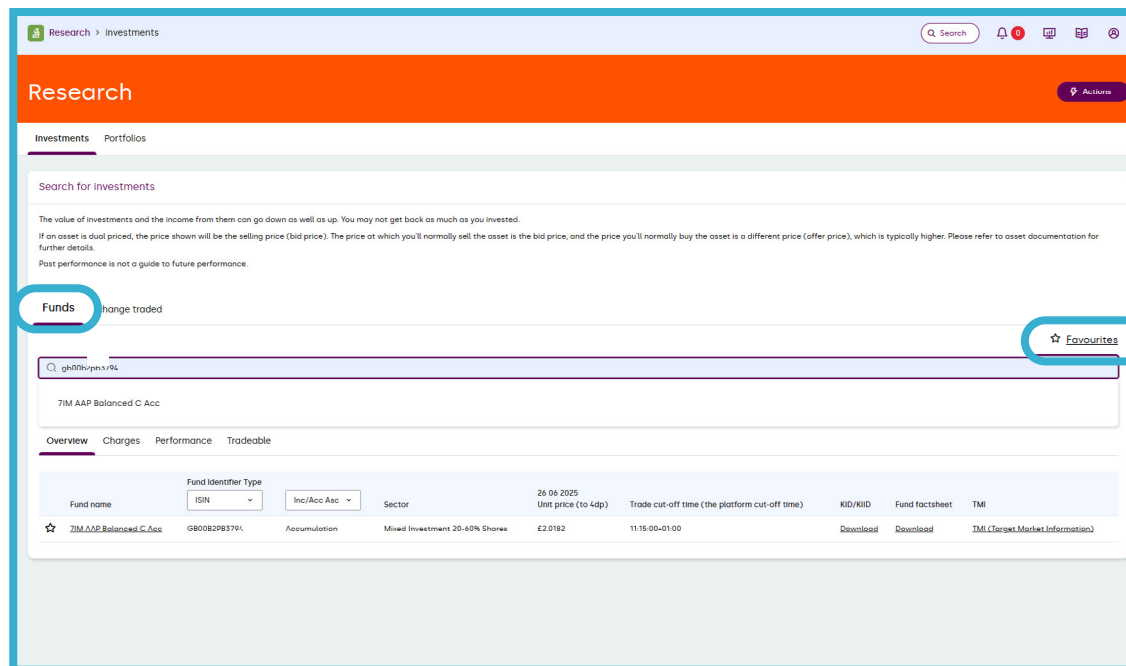 Research > Investments
Search
0
Research
Actions
Investments Portfolios
Search for investments
The value of investments and the income from them can go down as well as up. You may not get back as much as you invested.
If an asset is dual priced, the price shown will be the selling price (bid price). The price at which you'll normally sell the asset is the bid price, and the price you'll normally buy the asset is a different price (offer price), which is typically higher. Please refer to asset documentation for
further details.
Past performance is not a guide to future performance.
Funds hange traded
Favourites
7IM AAP Balanced C Acc
Overview Charges Performance Tradeable
Fund name Fund Identifier Type ISIN Inc/Acc Asc Sector 26 06 2025 Unit price (to 4dp) Trade cut-off time (the platform cut-off time) KID/KIID Fund factsheet TMI
7IM AAP Balanced C Acc GB00B2PB3794 Accumulation Mixed Investment 20-60% Shares £2.0182 11:15:00+01:00 Download Download TMI (Target Market Information)